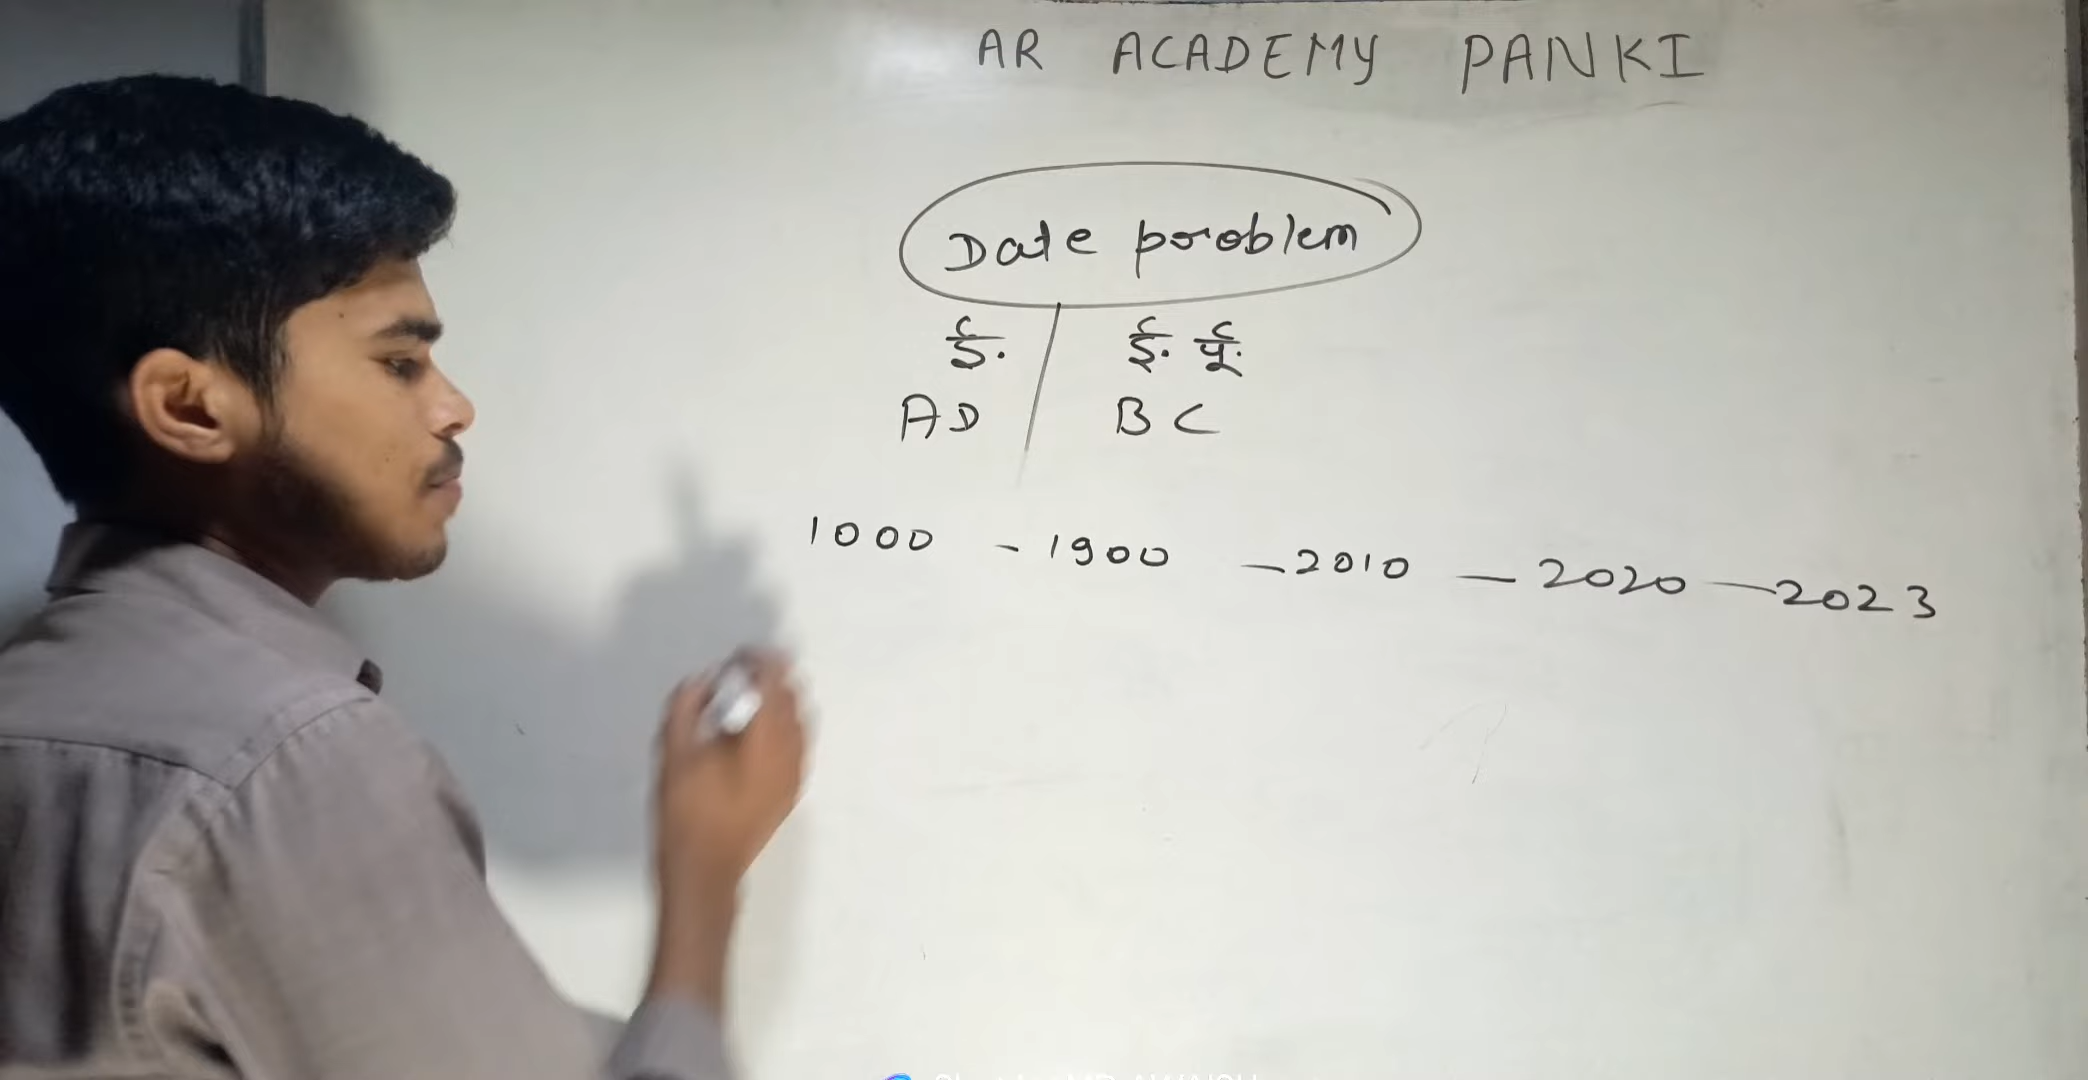 AR ACADEMY PANKI
Date problem
ई. / ई. पू.
AD / BC
1000 - 1900 - 2010 - 2020 - 2023